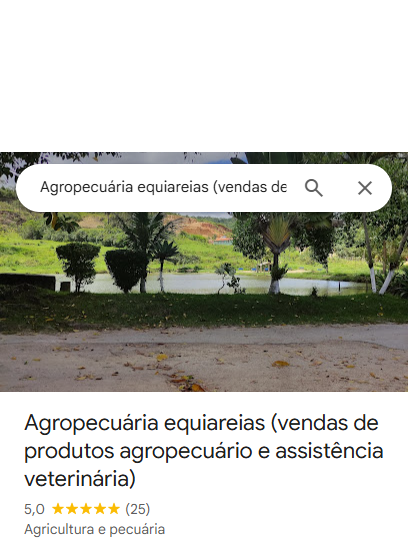 Agropecuária equiareias (vendas de
Agropecuária equiareias (vendas de
produtos agropecuário e assistência
veterinária)
5,0 (25)
Agricultura e pecuária